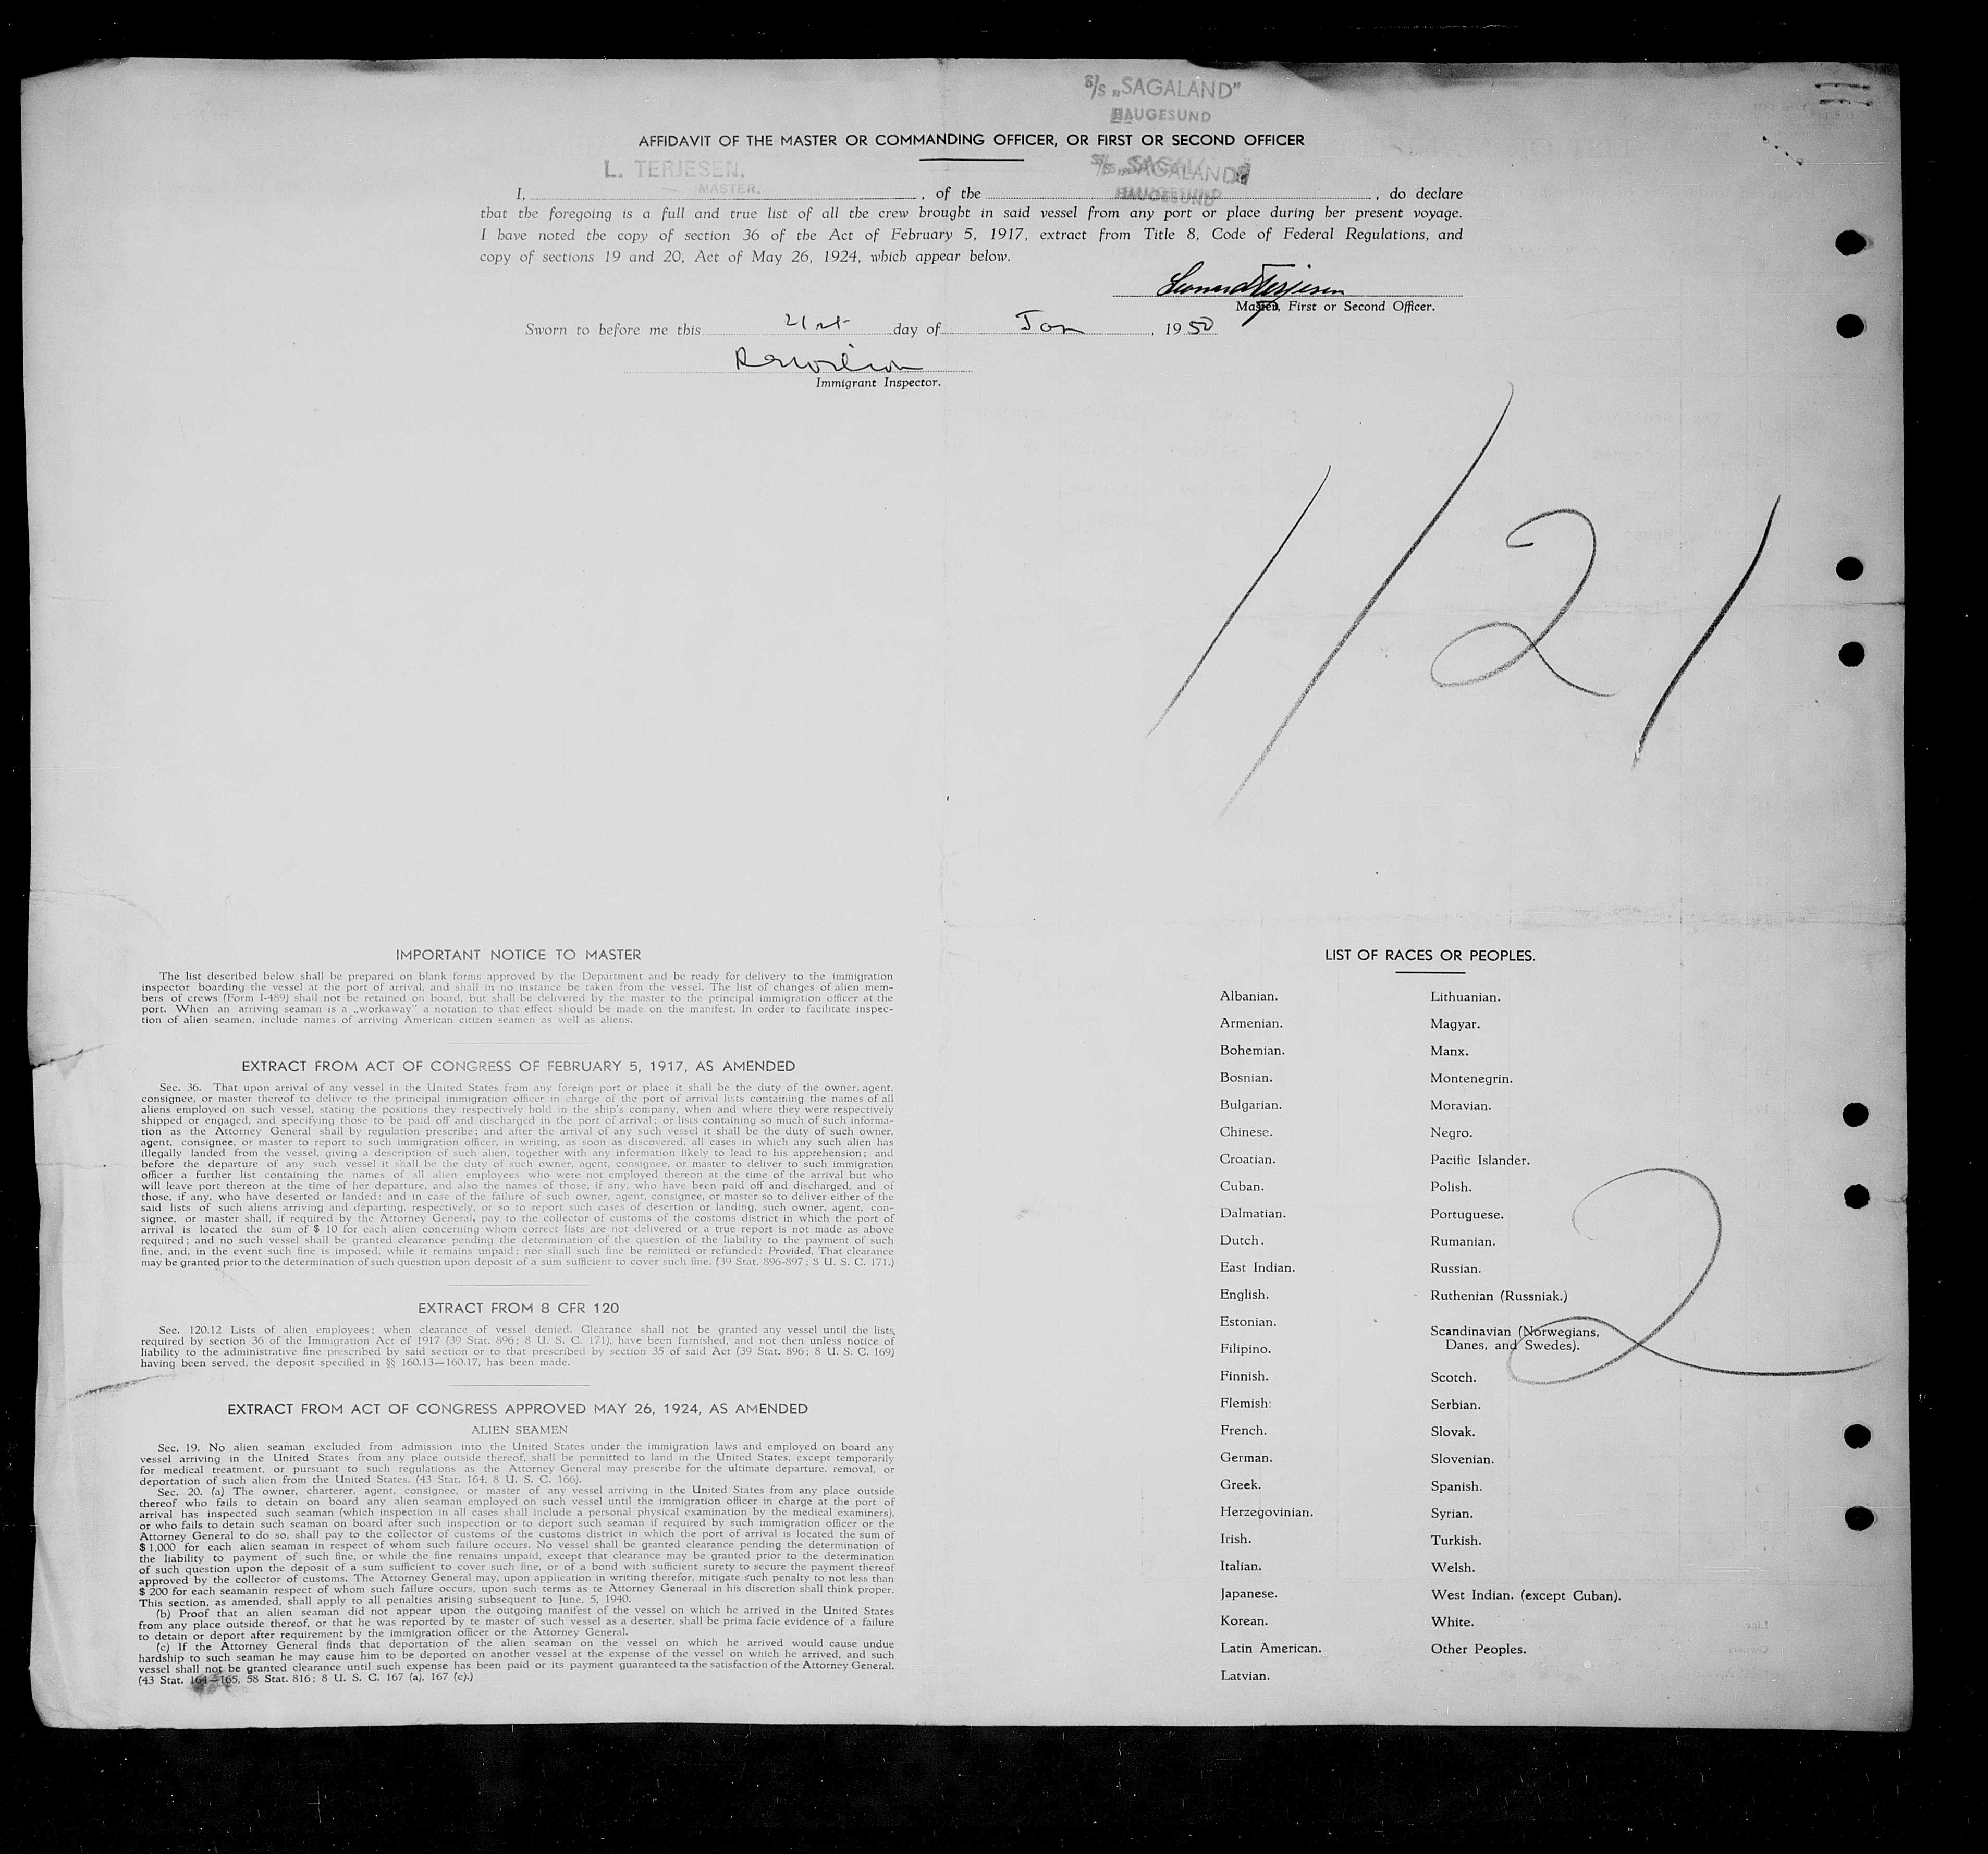 S/S „SAGALAND"
HAUGESUND
AFFIDAVIT OF THE MASTER OR COMMANDING OFFICER, OR FIRST OR SECOND OFFICER
L. TERJESEN.
MASTER.
S/S „SAGALAND"
HAUGESUND
I, , of the , do declare
that the foregoing is a full and true list of all the crew brought in said vessel from any port or place during her present voyage.
I have noted the copy of section 36 of the Act of February 5, 1917, extract from Title 8, Code of Federal Regulations, and
copy of sections 19 and 20, Act of May 26, 1924, which appear below.
Terjesen
Master, First or Second Officer.
Sworn to before me this 21st day of Jan , 1950
Immigrant Inspector.
1/21
IMPORTANT NOTICE TO MASTER
The list described below shall be prepared on blank forms approved by the Department and be ready for delivery to the immigration
inspector boarding the vessel at the port of arrival, and shall in no instance be taken from the vessel. The list of changes of alien mem-
bers of crews (Form I-489) shall not be retained on board, but shall be delivered by the master to the principal immigration officer at the
port. When an arriving seaman is a „workaway" a notation to that effect should be made on the manifest. In order to facilitate inspec-
tion of alien seamen, include names of arriving American citizen seamen as well as aliens.
EXTRACT FROM ACT OF CONGRESS OF FEBRUARY 5, 1917, AS AMENDED
Sec. 36. That upon arrival of any vessel in the United States from any foreign port or place it shall be the duty of the owner, agent,
consignee, or master thereof to deliver to the principal immigration officer in charge of the port of arrival lists containing the names of all
aliens employed on such vessel, stating the positions they respectively hold in the ship's company, when and where they were respectively
shipped or engaged, and specifying those to be paid off and discharged in the port of arrival; or lists containing so much of such informa-
tion as the Attorney General shall by regulation prescribe; and after the arrival of any such vessel it shall be the duty of such owner,
agent, consignee, or master to report to such immigration officer, in writing, as soon as discovered, all cases in which any such alien has
illegally landed from the vessel, giving a description of such alien, together with any information likely to lead to his apprehension; and
before the departure of any such vessel it shall be the duty of such owner, agent, consignee, or master to deliver to such immigration
officer a further list containing the names of all alien employees who were not employed thereon at the time of the arrival but who
will leave port thereon at the time of her departure, and also the names of those, if any, who have been paid off and discharged, and of
those, if any, who have deserted or landed: and in case of the failure of such owner, agent, consignee, or master so to deliver either of the
said lists of such aliens arriving and departing, respectively, or so to report such cases of desertion or landing, such owner, agent, con-
signee, or master shall, if required by the Attorney General, pay to the collector of customs of the costoms district in which the port of
arrival is located the sum of $ 10 for each alien concerning whom correct lists are not delivered or a true report is not made as above
required; and no such vessel shall be granted clearance pending the determination of the question of the liability to the payment of such
fine, and, in the event such fine is imposed, while it remains unpaid; nor shall such fine be remitted or refunded: Provided, That clearance
may be granted prior to the determination of such question upon deposit of a sum sufficient to cover such fine. (39 Stat. 896-897; 8 U. S. C. 171.)
EXTRACT FROM 8 CFR 120
Sec. 120.12 Lists of alien employees; when clearance of vessel denied. Clearance shall not be granted any vessel until the lists
required by section 36 of the Immigration Act of 1917 (39 Stat. 896; 8 U. S. C. 171), have been furnished, and not then unless notice of
liability to the administrative fine prescribed by said section or to that prescribed by section 35 of said Act (39 Stat. 896; 8 U. S. C. 169)
having been served, the deposit specified in §§ 160.13—160.17, has been made.
EXTRACT FROM ACT OF CONGRESS APPROVED MAY 26, 1924, AS AMENDED
ALIEN SEAMEN
Sec. 19. No alien seaman excluded from admission into the United States under the immigration laws and employed on board any
vessel arriving in the United States from any place outside thereof, shall be permitted to land in the United States, except temporarily
for medical treatment, or pursuant to such regulations as the Attorney General may prescribe for the ultimate departure, removal, or
deportation of such alien from the United States. (43 Stat. 164, 8 U. S. C. 166).
Sec. 20. (a) The owner, charterer, agent, consignee, or master of any vessel arriving in the United States from any place outside
thereof who fails to detain on board any alien seaman employed on such vessel until the immigration officer in charge at the port of
arrival has inspected such seaman (which inspection in all cases shall include a personal physical examination by the medical examiners),
or who fails to detain such seaman on board after such inspection or to deport such seaman if required by such immigration officer or the
Attorney General to do so, shall pay to the collector of customs of the customs district in which the port of arrival is located the sum of
$ 1,000 for each alien seaman in respect of whom such failure occurs. No vessel shall be granted clearance pending the determination of
the liability to payment of such fine, or while the fine remains unpaid, except that clearance may be granted prior to the determination
of such question upon the deposit of a sum sufficient to cover such fine, or of a bond with sufficient surety to secure the payment thereof
approved by the collector of customs. The Attorney General may, upon application in writing therefor, mitigate such penalty to not less than
$ 200 for each seamanin respect of whom such failure occurs, upon such terms as te Attorney Generaal in his discretion shall think proper.
This section, as amended, shall apply to all penalties arising subsequent to June, 5, 1940.
(b) Proof that an alien seaman did not appear upon the outgoing manifest of the vessel on which he arrived in the United States
from any place outside thereof, or that he was reported by te master of such vessel as a deserter, shall be prima facie evidence of a failure
to detain or deport after requirement by the immigration officer or the Attorney General.
(c) If the Attorney General finds that deportation of the alien seaman on the vessel on which he arrived would cause undue
hardship to such seaman he may cause him to be deported on another vessel at the expense of the vessel on which he arrived, and such
vessel shall not be granted clearance until such expense has been paid or its payment guaranteed ta the satisfaction of the Attorney General.
(43 Stat. 164—165, 58 Stat. 816; 8 U. S. C. 167 (a), 167 (c).)
LIST OF RACES OR PEOPLES.
Albanian.
Armenian.
Bohemian.
Bosnian.
Bulgarian.
Chinese.
Croatian.
Cuban.
Dalmatian.
Dutch.
East Indian.
English.
Estonian.
Filipino.
Finnish.
Flemish:
French.
German.
Greek.
Herzegovinian.
Irish.
Italian.
Japanese.
Korean.
Latin American.
Latvian.
Lithuanian.
Magyar.
Manx.
Montenegrin.
Moravian.
Negro.
Pacific Islander.
Polish.
Portuguese.
Rumanian.
Russian.
Ruthenian (Russniak.)
Scandinavian (Norwegians,
Danes, and Swedes).
Scotch.
Serbian.
Slovak.
Slovenian.
Spanish.
Syrian.
Turkish.
Welsh.
West Indian. (except Cuban).
White.
Other Peoples.
2